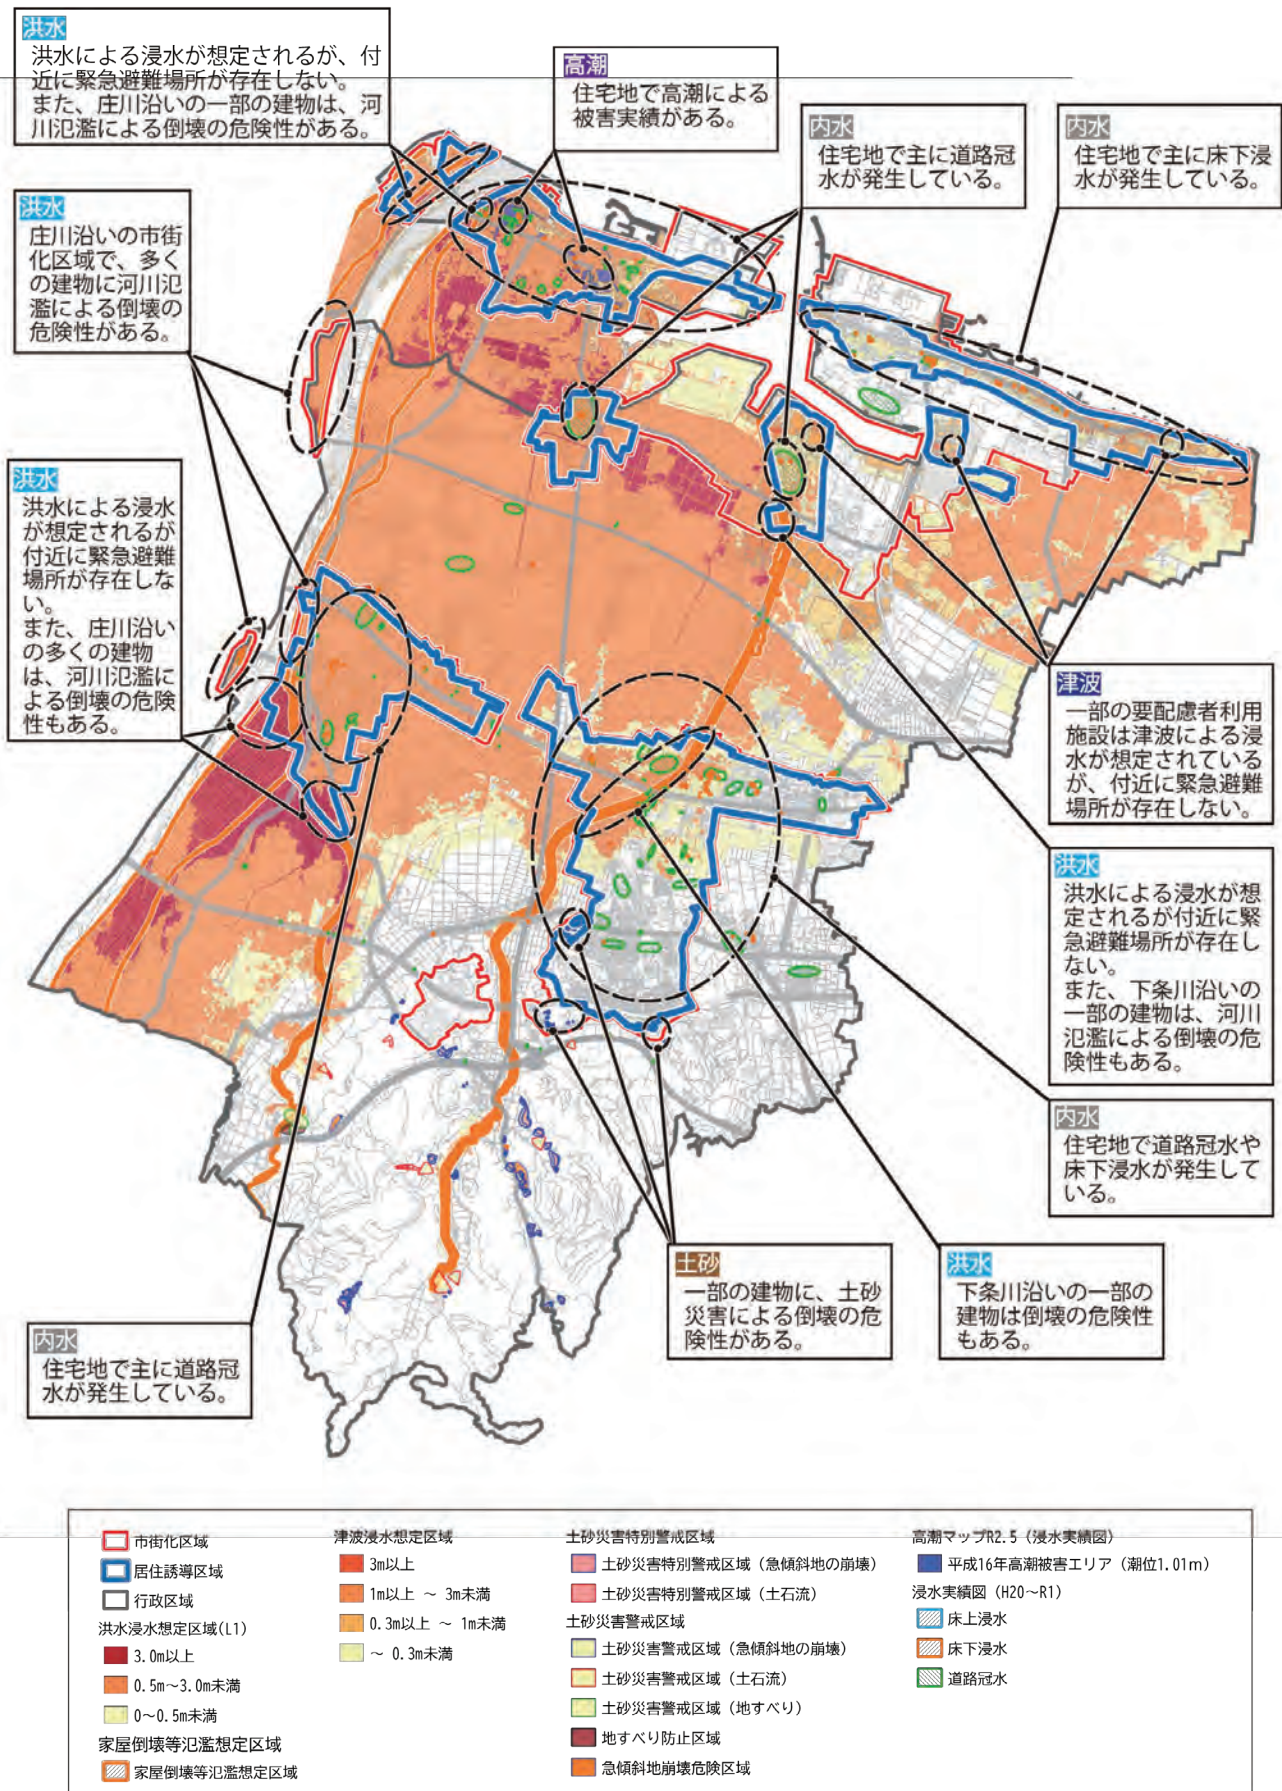 洪水
洪水による浸水が想定されるが、付
近に緊急避難場所が存在しない。
また、庄川沿いの一部の建物は、河
川氾濫による倒壊の危険性がある。
高潮
住宅地で高潮による
被害実績がある。
内水
住宅地で主に道路冠
水が発生している。
内水
住宅地で主に床下浸
水が発生している。
洪水
庄川沿いの市街
化区域で、多く
の建物に河川氾
濫による倒壊の
危険性がある。
洪水
洪水による浸水
が想定されるが
付近に緊急避難
場所が存在しな
い。
また、庄川沿い
の多くの建物
は、河川氾濫に
よる倒壊の危険
性もある。
津波
一部の要配慮者利用
施設は津波による浸
水が想定されている
が、付近に緊急避難
場所が存在しない。
洪水
洪水による浸水が想
定されるが付近に緊
急避難場所が存在し
ない。
また、下条川沿いの
一部の建物は、河川
氾濫による倒壊の危
険性もある。
内水
住宅地で道路冠水や
床下浸水が発生して
いる。
土砂
一部の建物に、土砂
災害による倒壊の危
険性がある。
洪水
下条川沿いの一部の
建物は倒壊の危険性
もある。
内水
住宅地で主に道路冠
水が発生している。
市街化区域
居住誘導区域
行政区域
洪水浸水想定区域(L1)
3.0m以上
0.5m～3.0m未満
0～0.5m未満
家屋倒壊等氾濫想定区域
家屋倒壊等氾濫想定区域
津波浸水想定区域
3m以上
1m以上 ～ 3m未満
0.3m以上 ～ 1m未満
～ 0.3m未満
土砂災害特別警戒区域
土砂災害特別警戒区域（急傾斜地の崩壊）
土砂災害特別警戒区域（土石流）
土砂災害警戒区域
土砂災害警戒区域（急傾斜地の崩壊）
土砂災害警戒区域（土石流）
土砂災害警戒区域（地すべり）
地すべり防止区域
急傾斜地崩壊危険区域
高潮マップR2.5（浸水実績図）
平成16年高潮被害エリア（潮位1.01m）
浸水実績図（H20～R1）
床上浸水
床下浸水
道路冠水